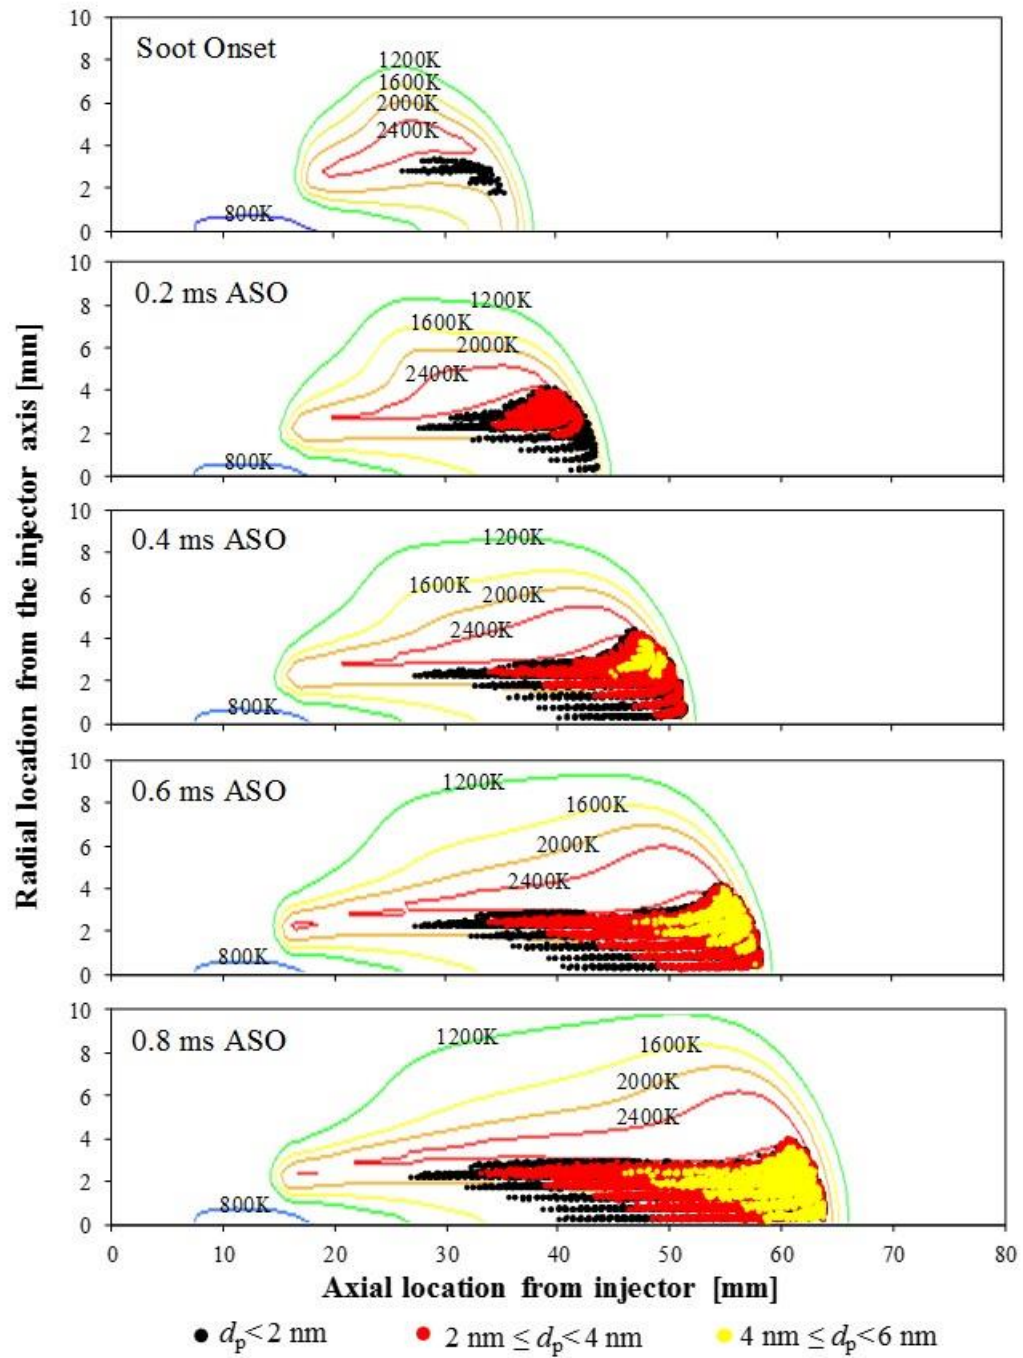 Radial location from the injector axis [mm]
10
8
6
4
2
0
Soot Onset
1200K
1600K
2000K
2400K
800K
10
8
6
4
2
0
0.2 ms ASO
1200K
1600K
2000K
2400K
800K
10
8
6
4
2
0
0.4 ms ASO
1200K
1600K
2000K
2400K
800K
10
8
6
4
2
0
0.6 ms ASO
1200K
1600K
2000K
2400K
800K
10
8
6
4
2
0
0.8 ms ASO
1200K
1600K
2000K
2400K
800K
0 10 20 30 40 50 60 70 80
Axial location from injector [mm]
dp< 2 nm 2 nm ≤ dp< 4 nm 4 nm ≤ dp<6 nm